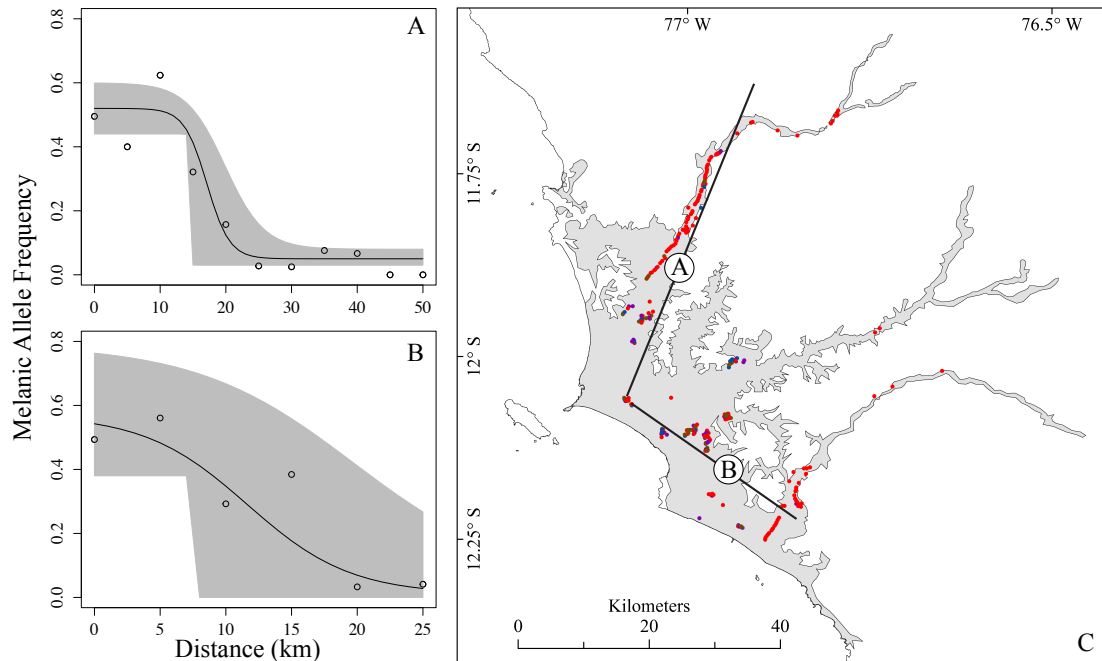 A
0.0 0.2 0.4 0.6 0.8
0 10 20 30 40 50
Melanic Allele Frequency
B
0.0 0.2 0.4 0.6 0.8
0 5 10 15 20 25
Distance (km)
77° W
76.5° W
11.75° S
12° S
12.25° S
A
B
Kilometers
0 20 40
C